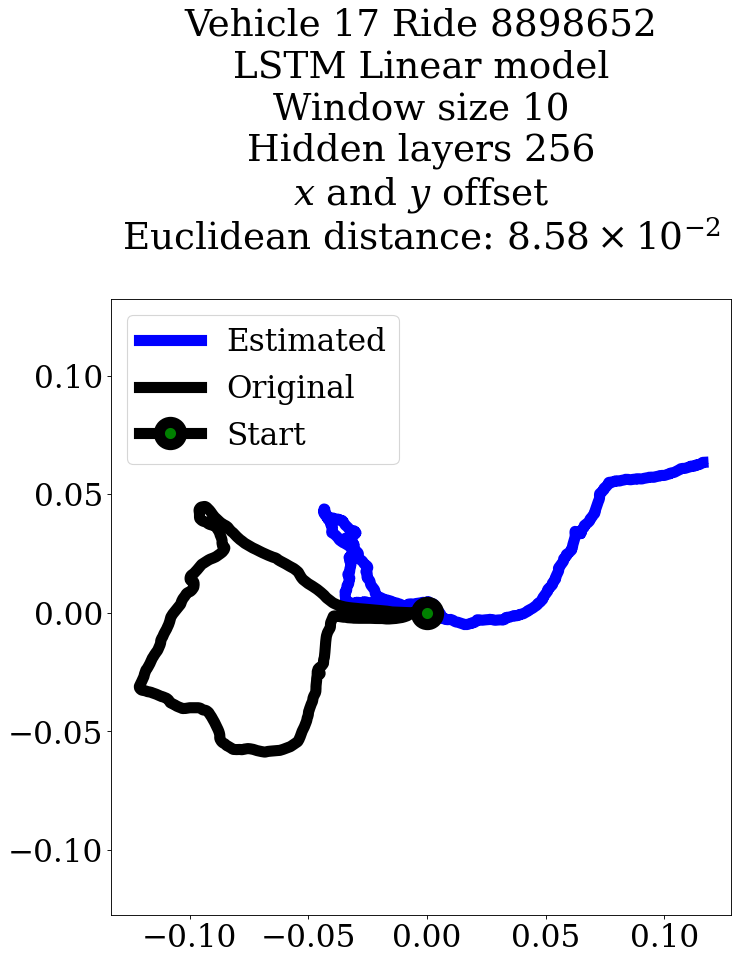 Vehicle 17 Ride 8898652
LSTM Linear model
Window size 10
Hidden layers 256
x and y offset
Euclidean distance: 8.58 × 10⁻²
Estimated
Original
Start
0.10
0.05
0.00
−0.05
−0.10
−0.10 −0.05 0.00 0.05 0.10